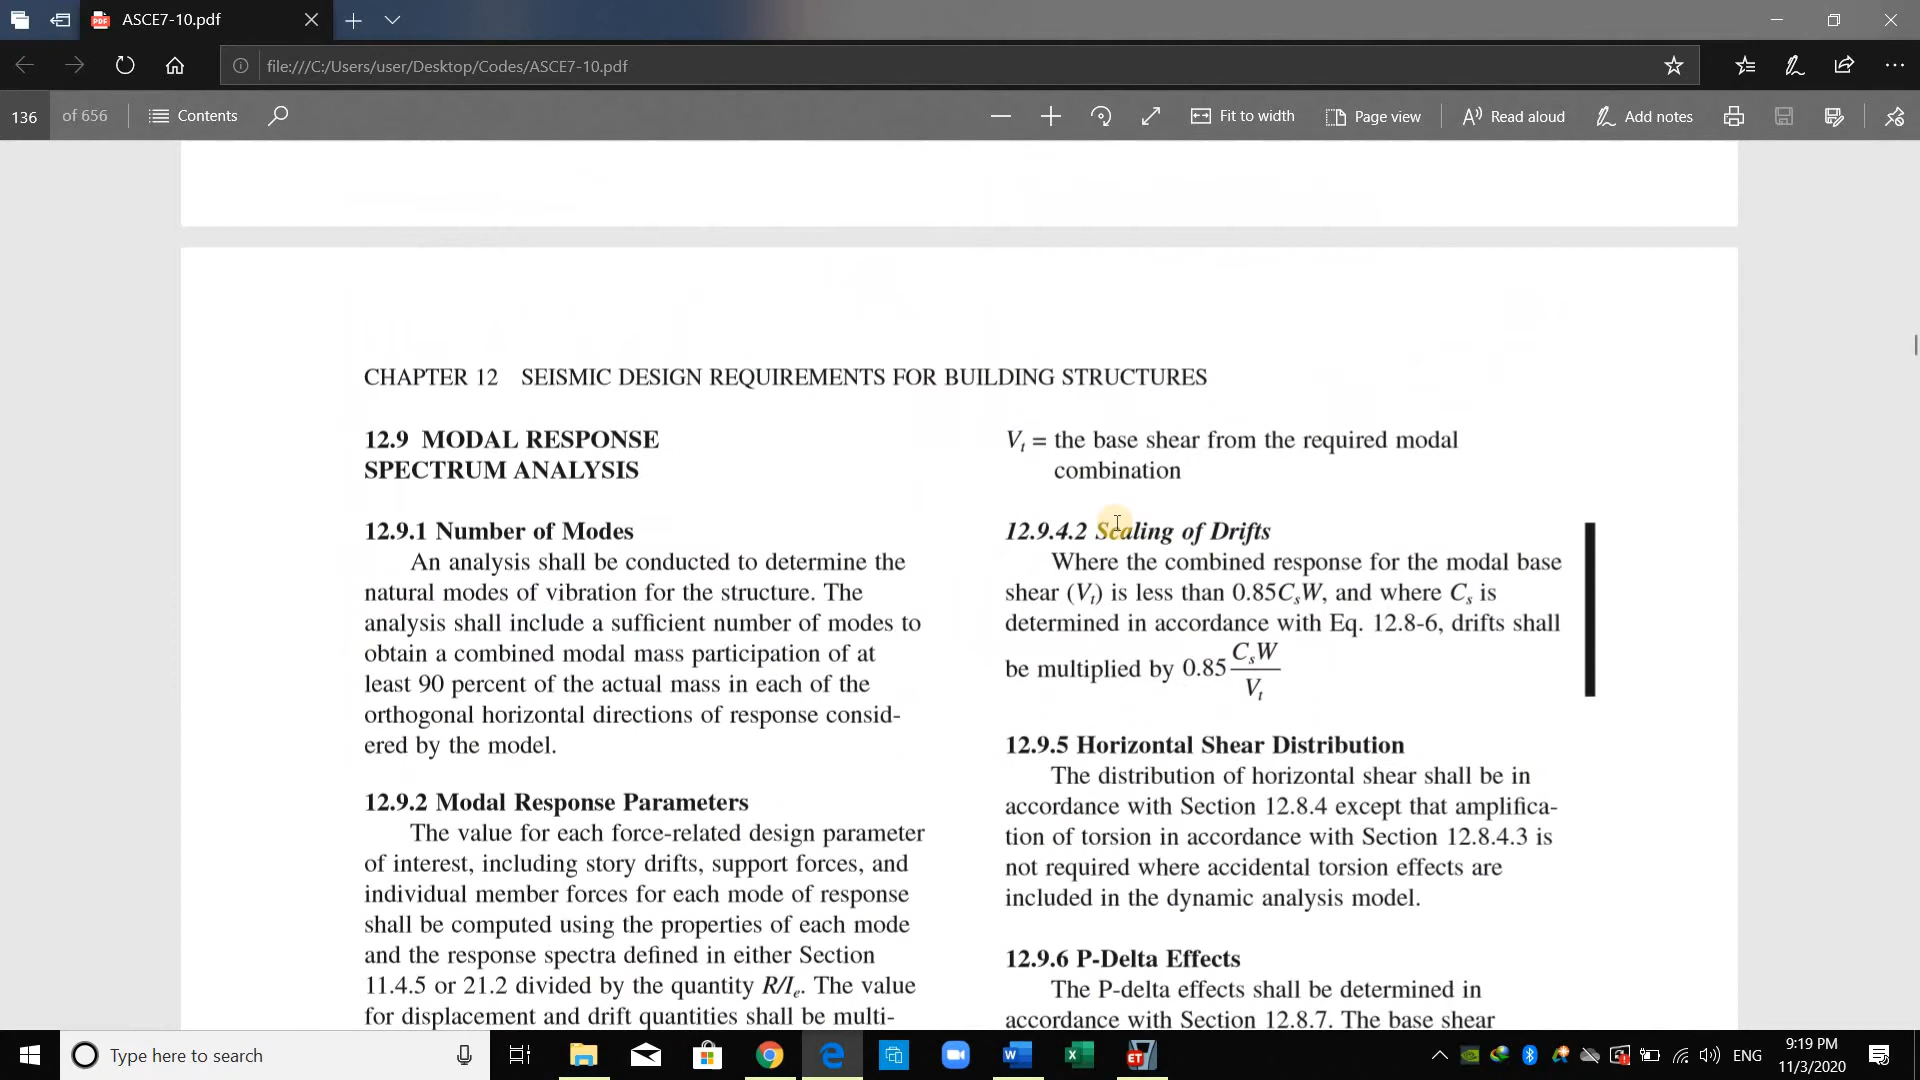 ASCE7-10.pdf
file:///C:/Users/user/Desktop/Codes/ASCE7-10.pdf
136 of 656 Contents Fit to width Page view Read aloud Add notes
CHAPTER 12 SEISMIC DESIGN REQUIREMENTS FOR BUILDING STRUCTURES
12.9 MODAL RESPONSE
SPECTRUM ANALYSIS
12.9.1 Number of Modes
An analysis shall be conducted to determine the
natural modes of vibration for the structure. The
analysis shall include a sufficient number of modes to
obtain a combined modal mass participation of at
least 90 percent of the actual mass in each of the
orthogonal horizontal directions of response consid-
ered by the model.
12.9.2 Modal Response Parameters
The value for each force-related design parameter
of interest, including story drifts, support forces, and
individual member forces for each mode of response
shall be computed using the properties of each mode
and the response spectra defined in either Section
11.4.5 or 21.2 divided by the quantity R/Ie. The value
for displacement and drift quantities shall be multi-
Vt = the base shear from the required modal
combination
12.9.4.2 Scaling of Drifts
Where the combined response for the modal base
shear (Vt) is less than 0.85CsW, and where Cs is
determined in accordance with Eq. 12.8-6, drifts shall
be multiplied by 0.85 CsW
Vt
12.9.5 Horizontal Shear Distribution
The distribution of horizontal shear shall be in
accordance with Section 12.8.4 except that amplifica-
tion of torsion in accordance with Section 12.8.4.3 is
not required where accidental torsion effects are
included in the dynamic analysis model.
12.9.6 P-Delta Effects
The P-delta effects shall be determined in
accordance with Section 12.8.7. The base shear
Type here to search
ENG
9:19 PM
11/3/2020